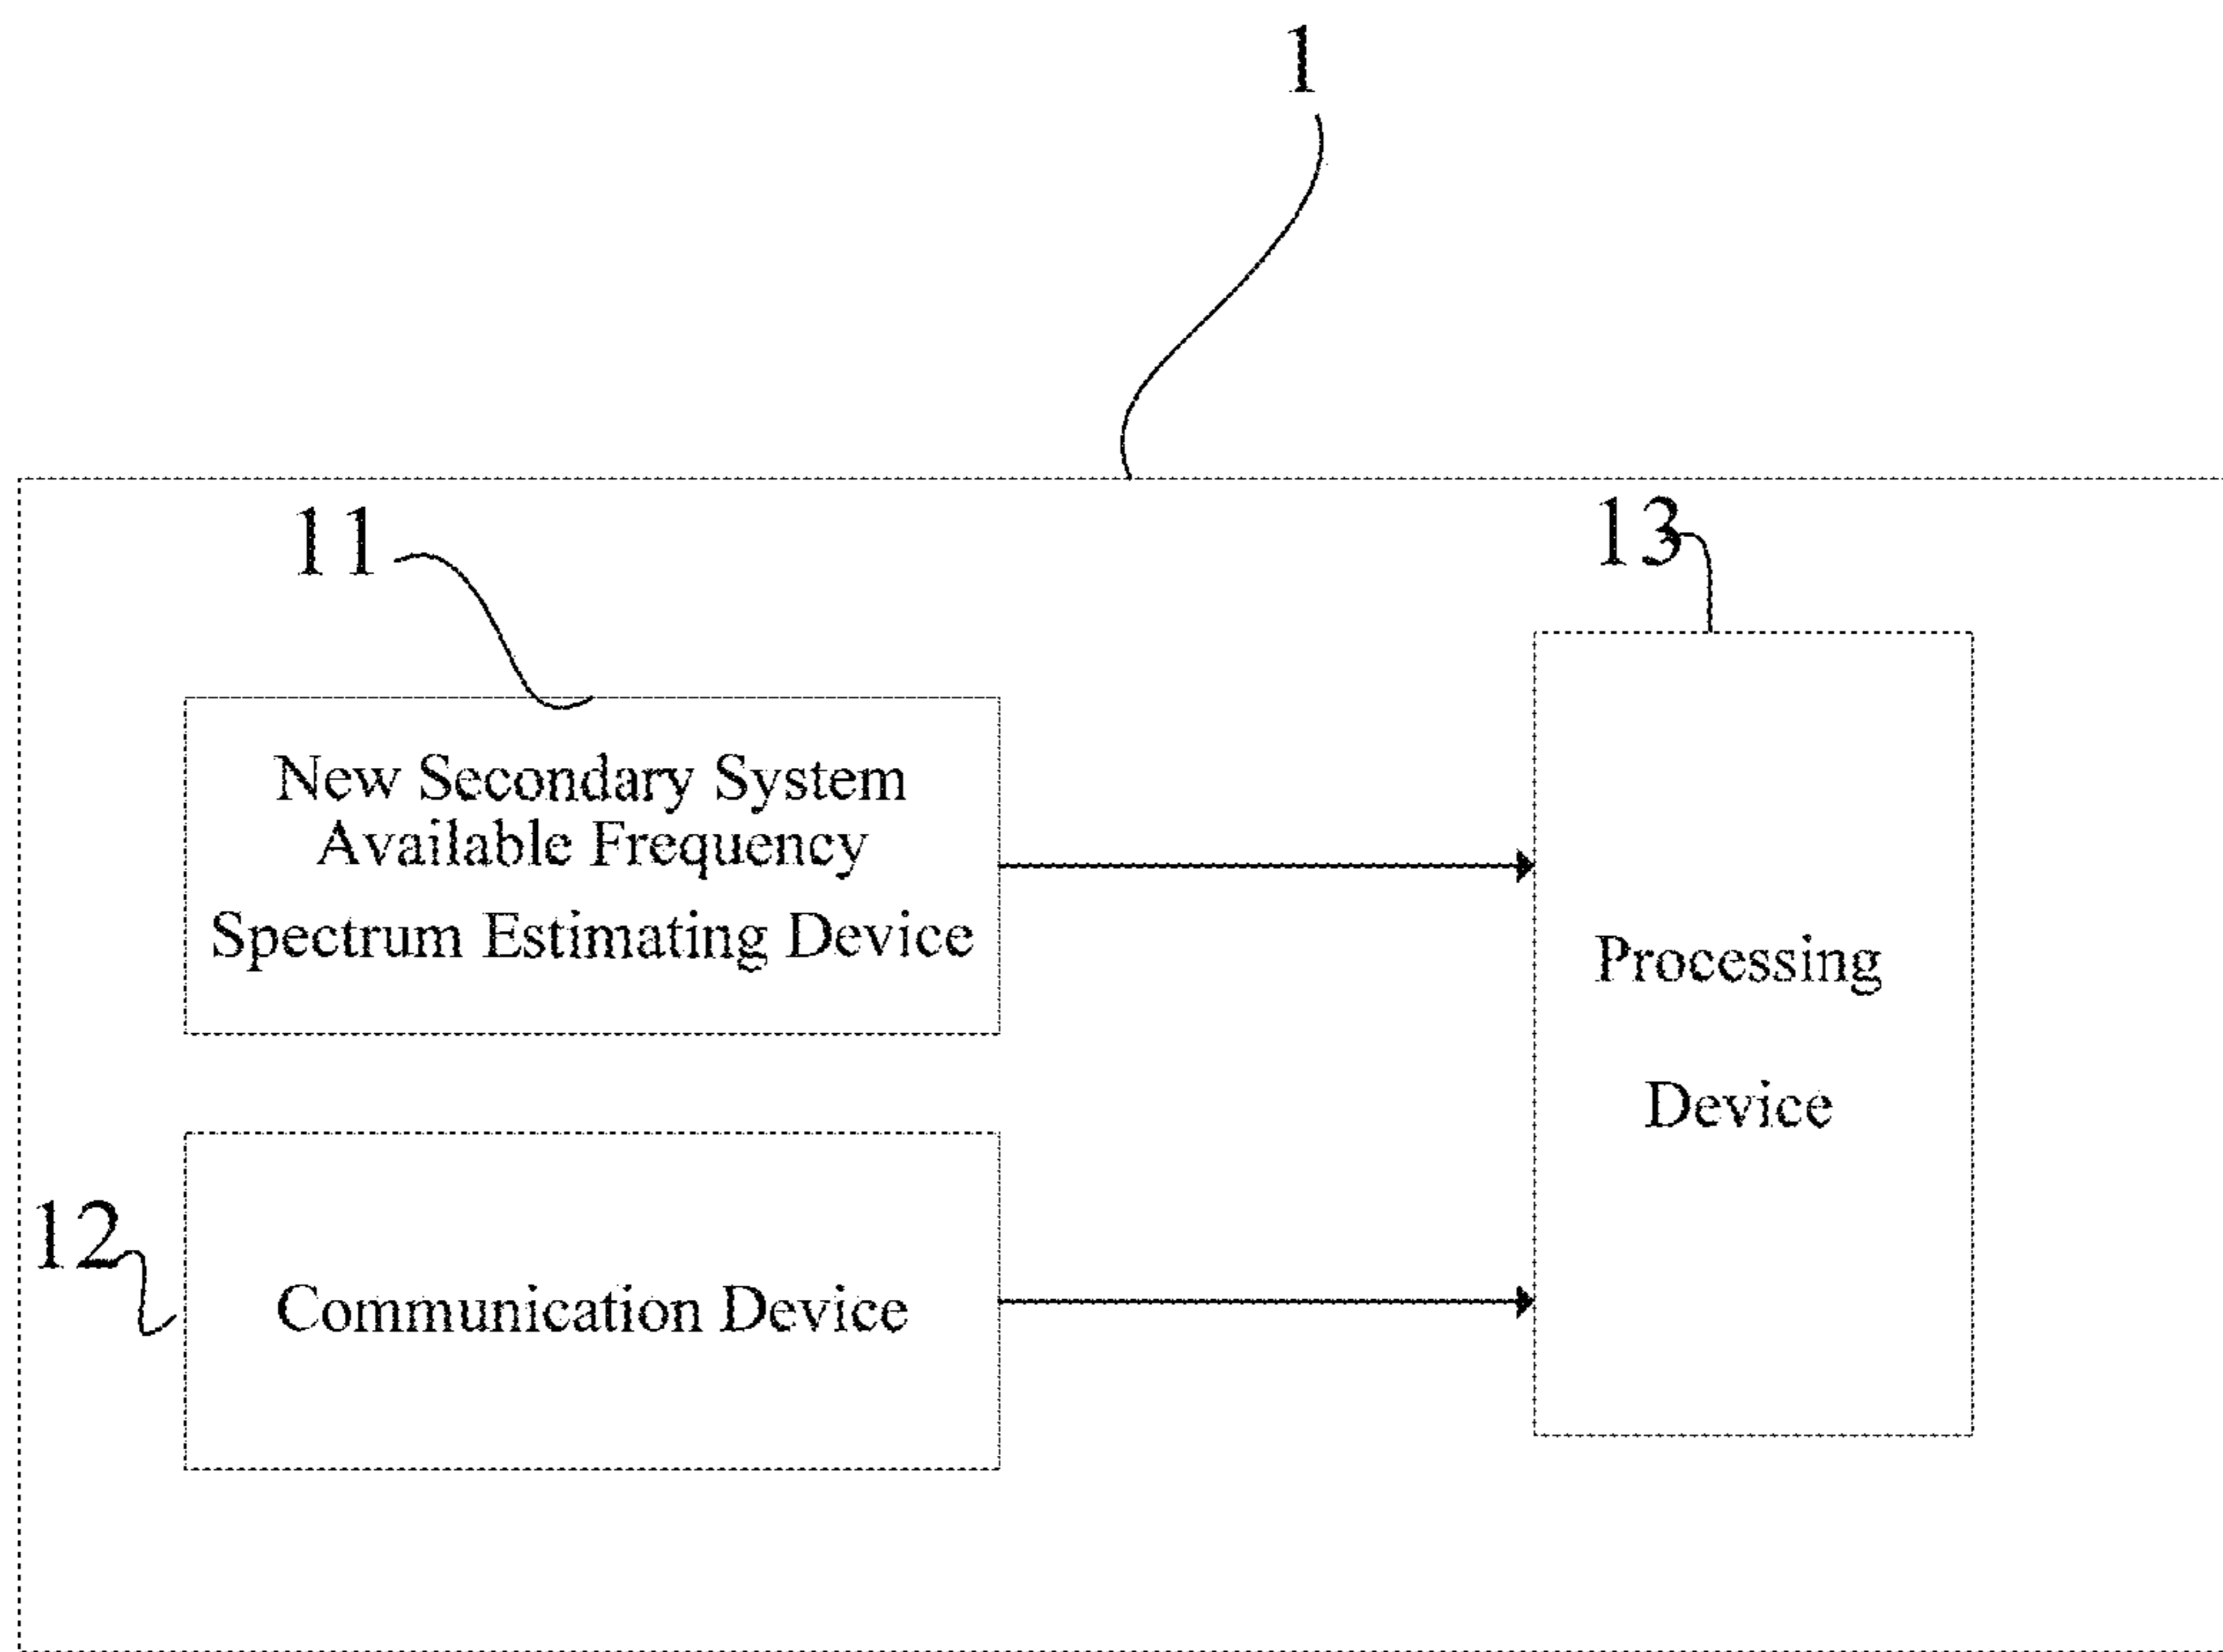 1
11
13
New Secondary System
Available Frequency
Spectrum Estimating Device
Processing
Device
12
Communication Device